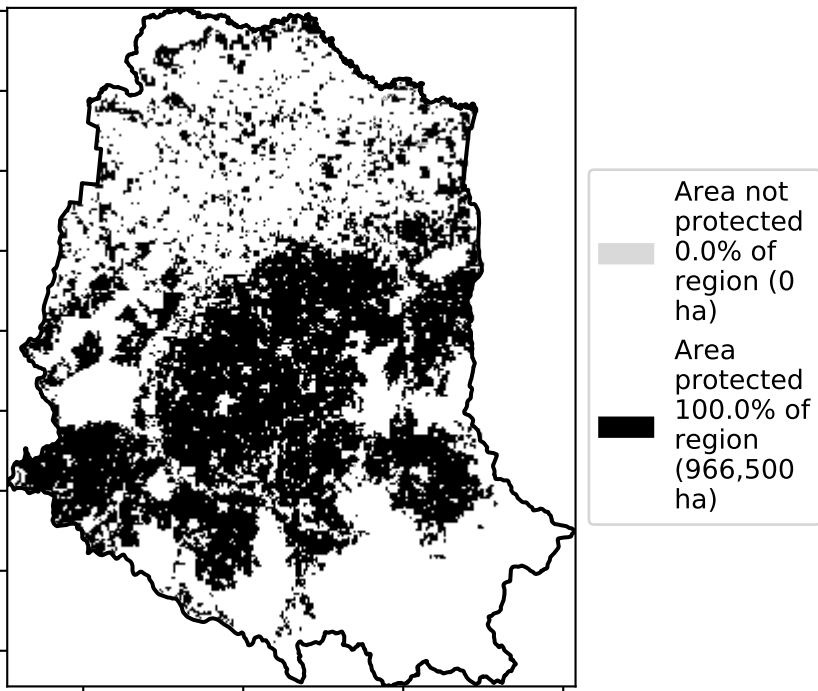 Area not
protected
0.0% of
region (0
ha)
Area
protected
100.0% of
region
(966,500
ha)